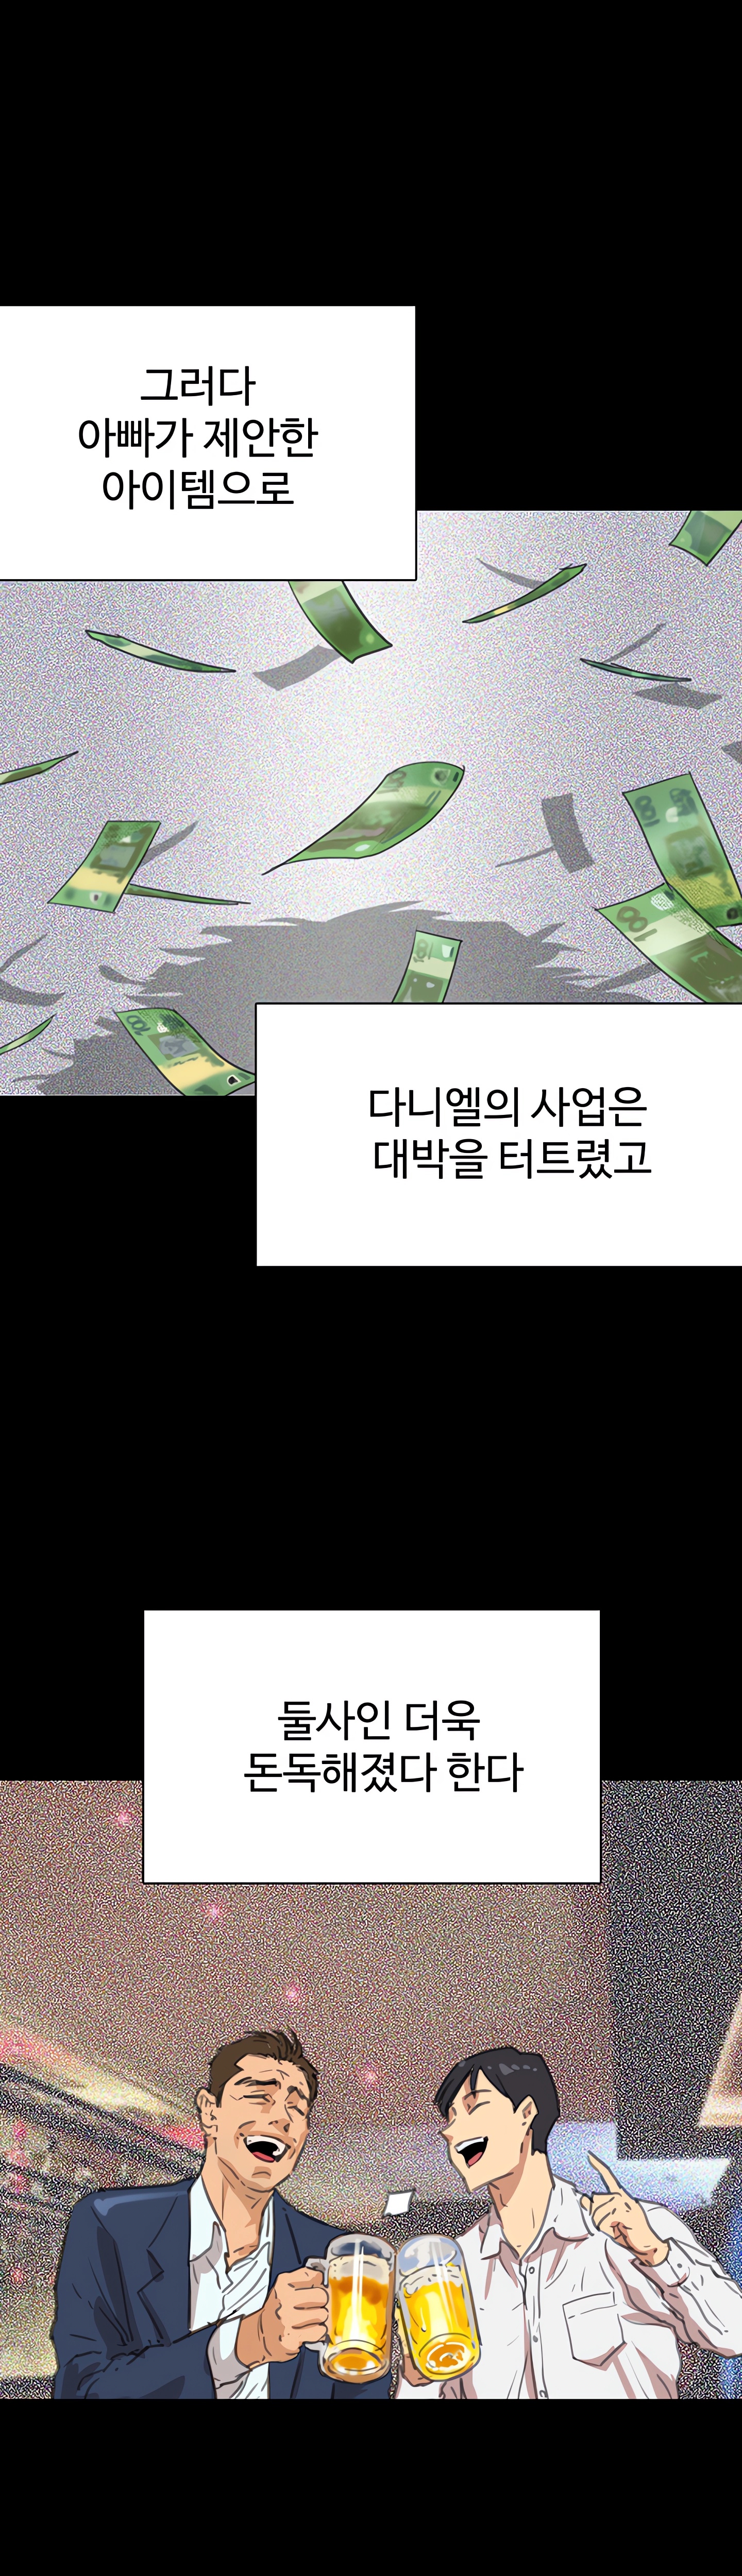 그러다
아빠가 제안한
아이템으로
다니엘의 사업은
대박을 터트렸고
둘사인 더욱
돈독해졌다 한다